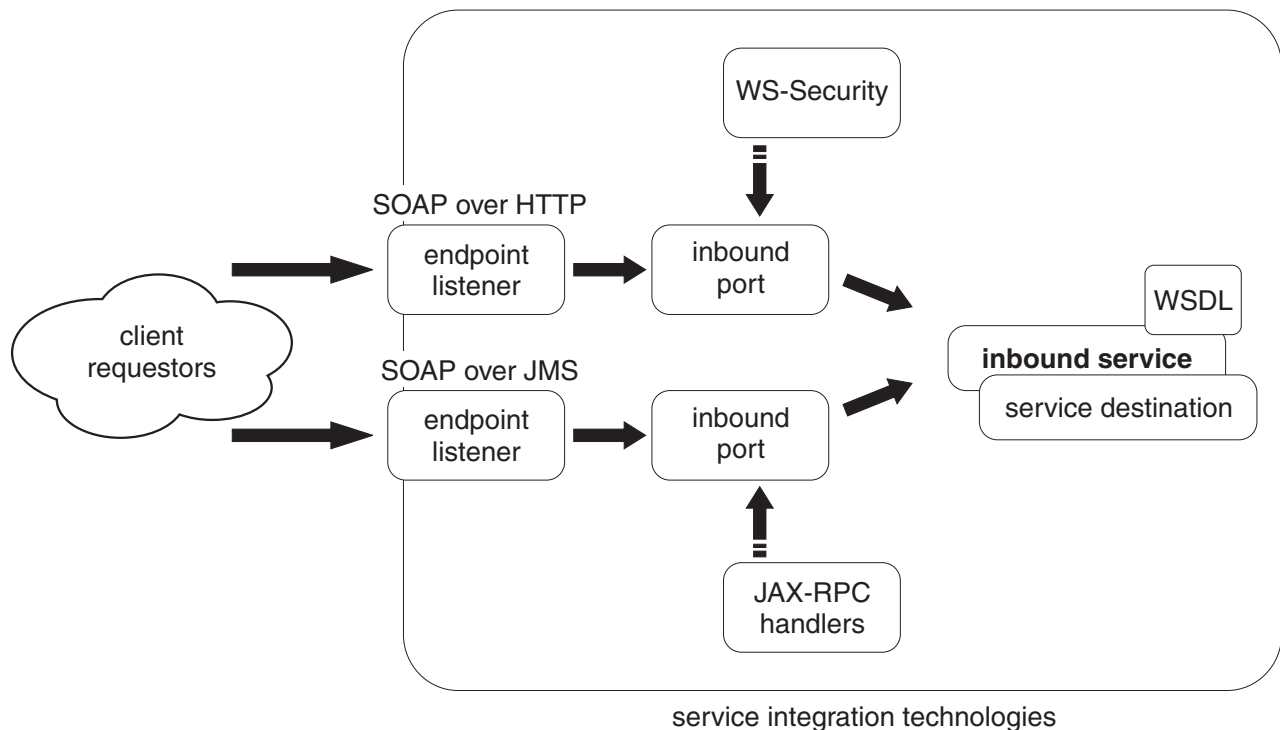 WS-Security
SOAP over HTTP
endpoint
listener
inbound
port
client
requestors
WSDL
inbound service
service destination
SOAP over JMS
endpoint
listener
inbound
port
JAX-RPC
handlers
service integration technologies